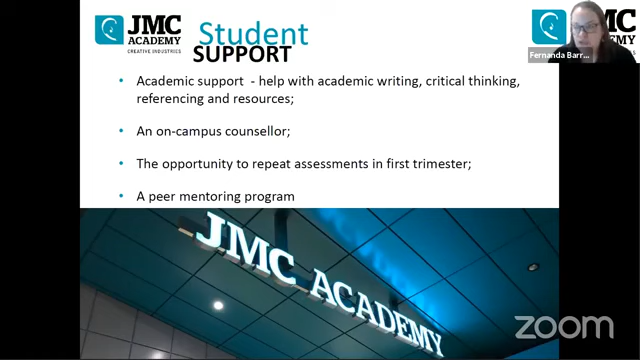 JMC
ACADEMY
CREATIVE INDUSTRIES
Student
SUPPORT
Fernanda Barr...
• Academic support - help with academic writing, critical thinking,
referencing and resources;
• An on-campus counsellor;
• The opportunity to repeat assessments in first trimester;
• A peer mentoring program
JMC ACADEMY
zoom